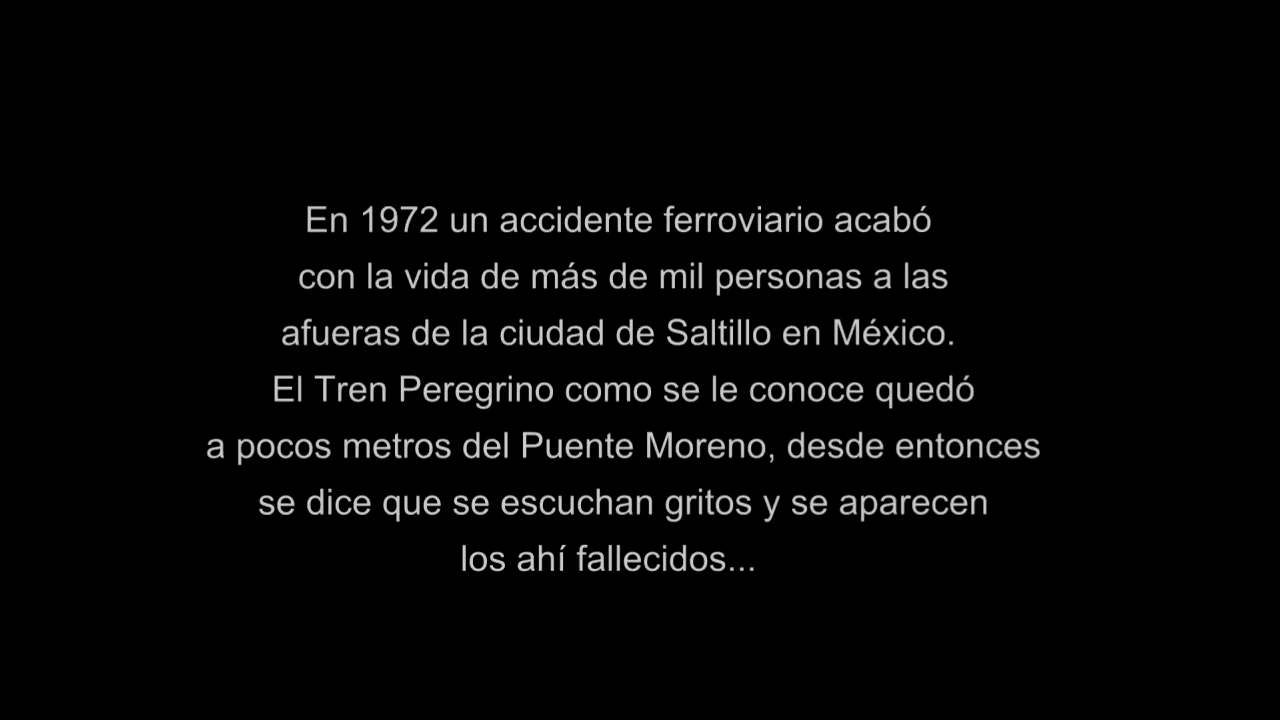 En 1972 un accidente ferroviario acabó
con la vida de más de mil personas a las
afueras de la ciudad de Saltillo en México.
El Tren Peregrino como se le conoce quedó
a pocos metros del Puente Moreno, desde entonces
se dice que se escuchan gritos y se aparecen
los ahí fallecidos...